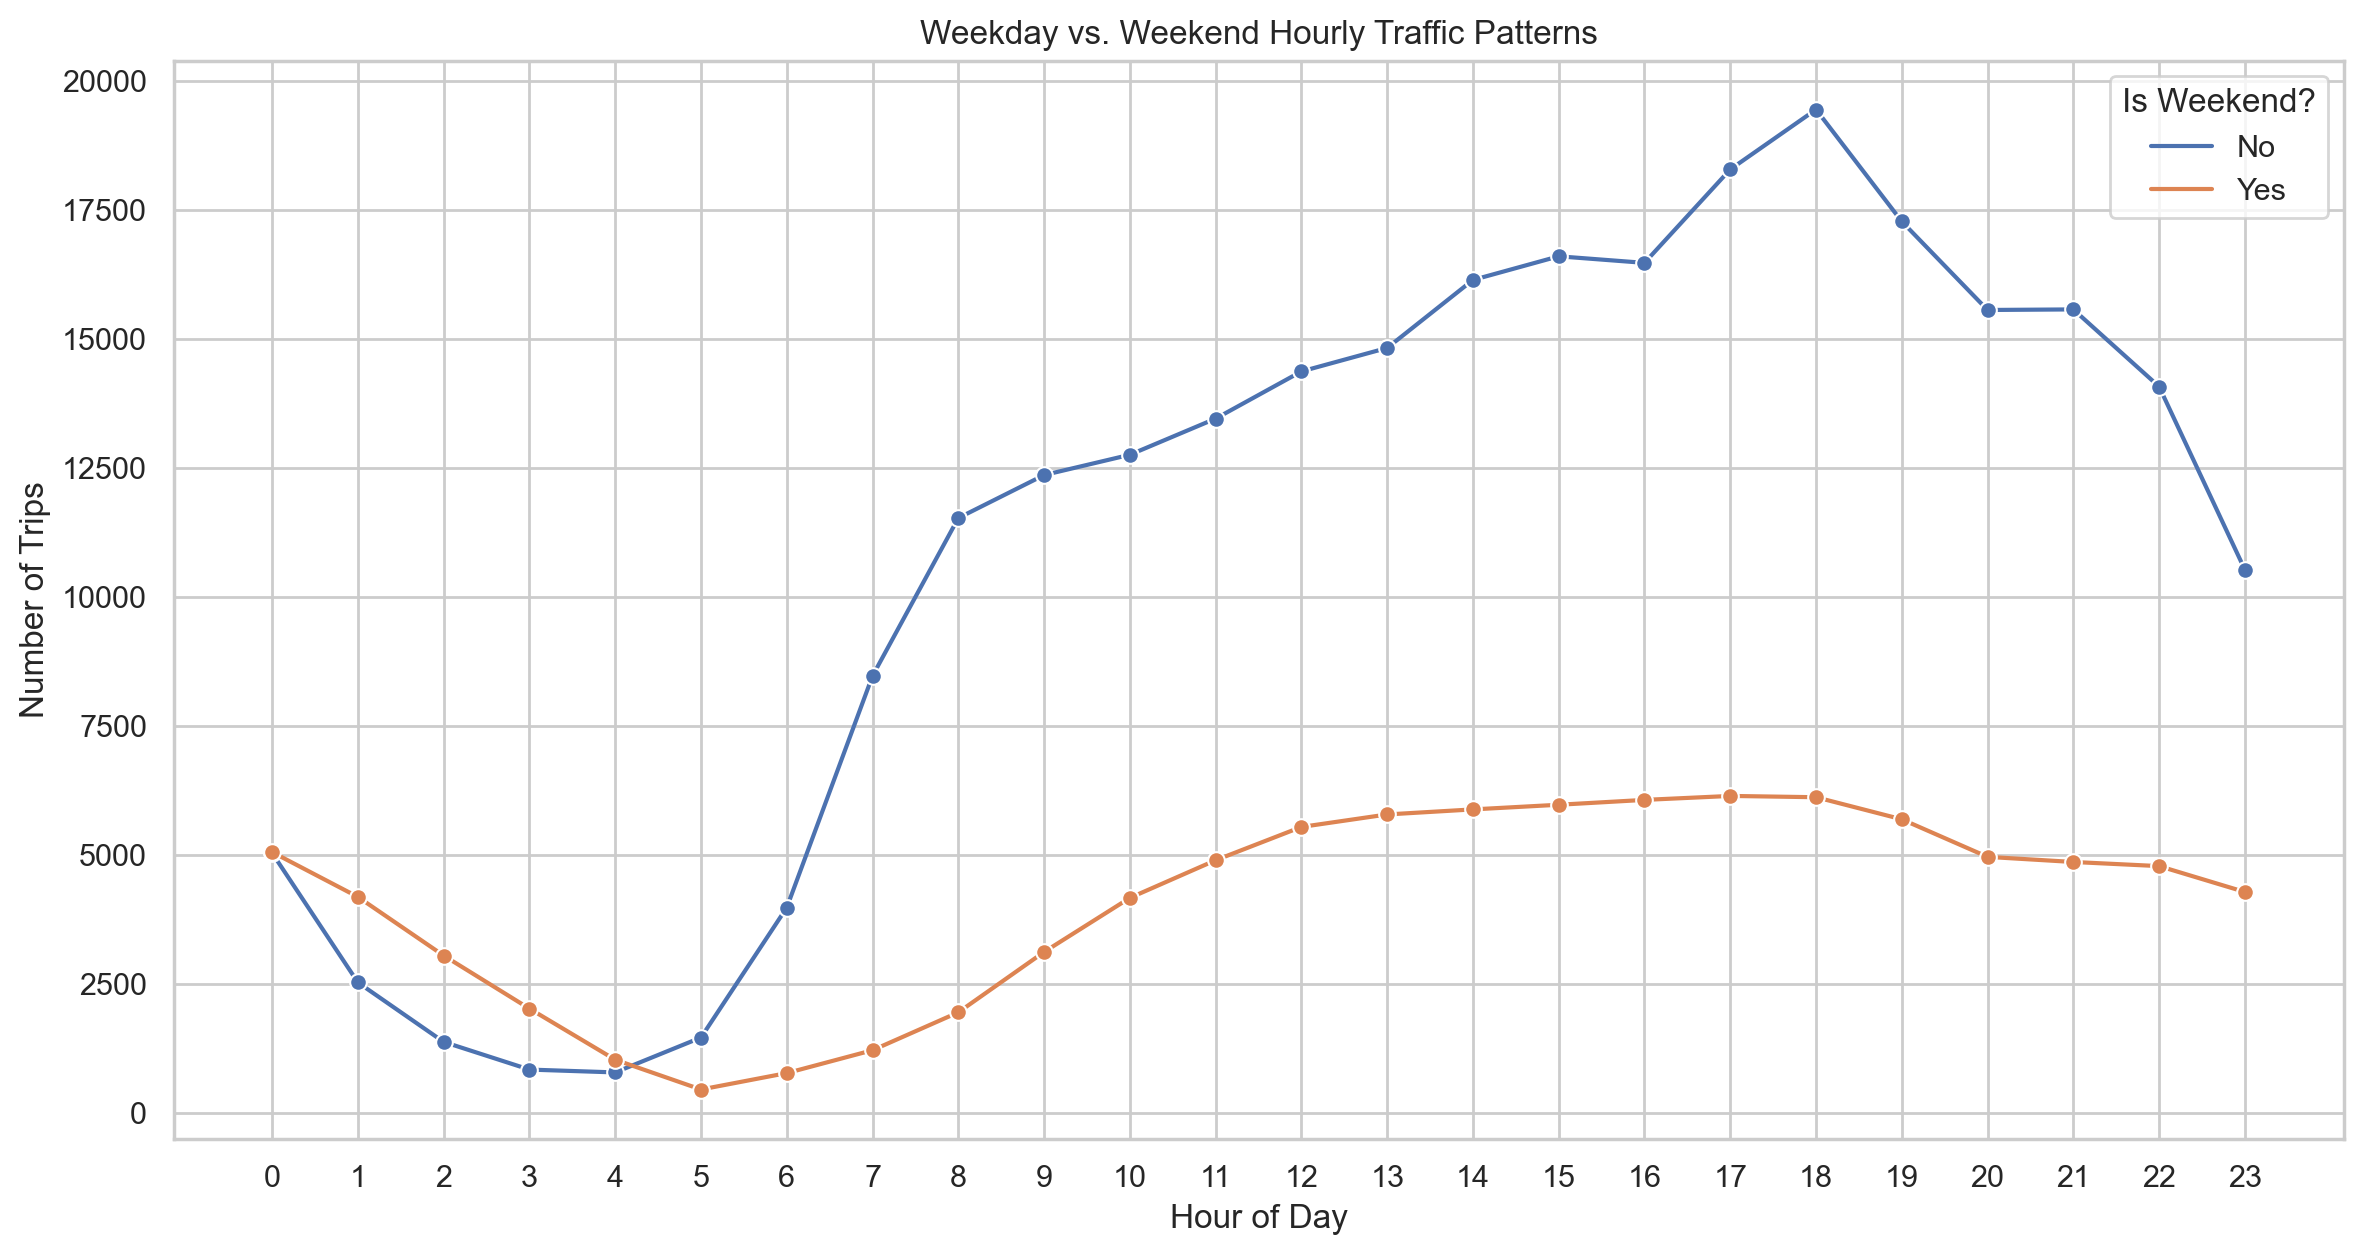 Weekday vs. Weekend Hourly Traffic Patterns
20000
17500
15000
12500
10000
7500
5000
2500
0
Number of Trips
Is Weekend?
No
Yes
0 1 2 3 4 5 6 7 8 9 10 11 12 13 14 15 16 17 18 19 20 21 22 23
Hour of Day